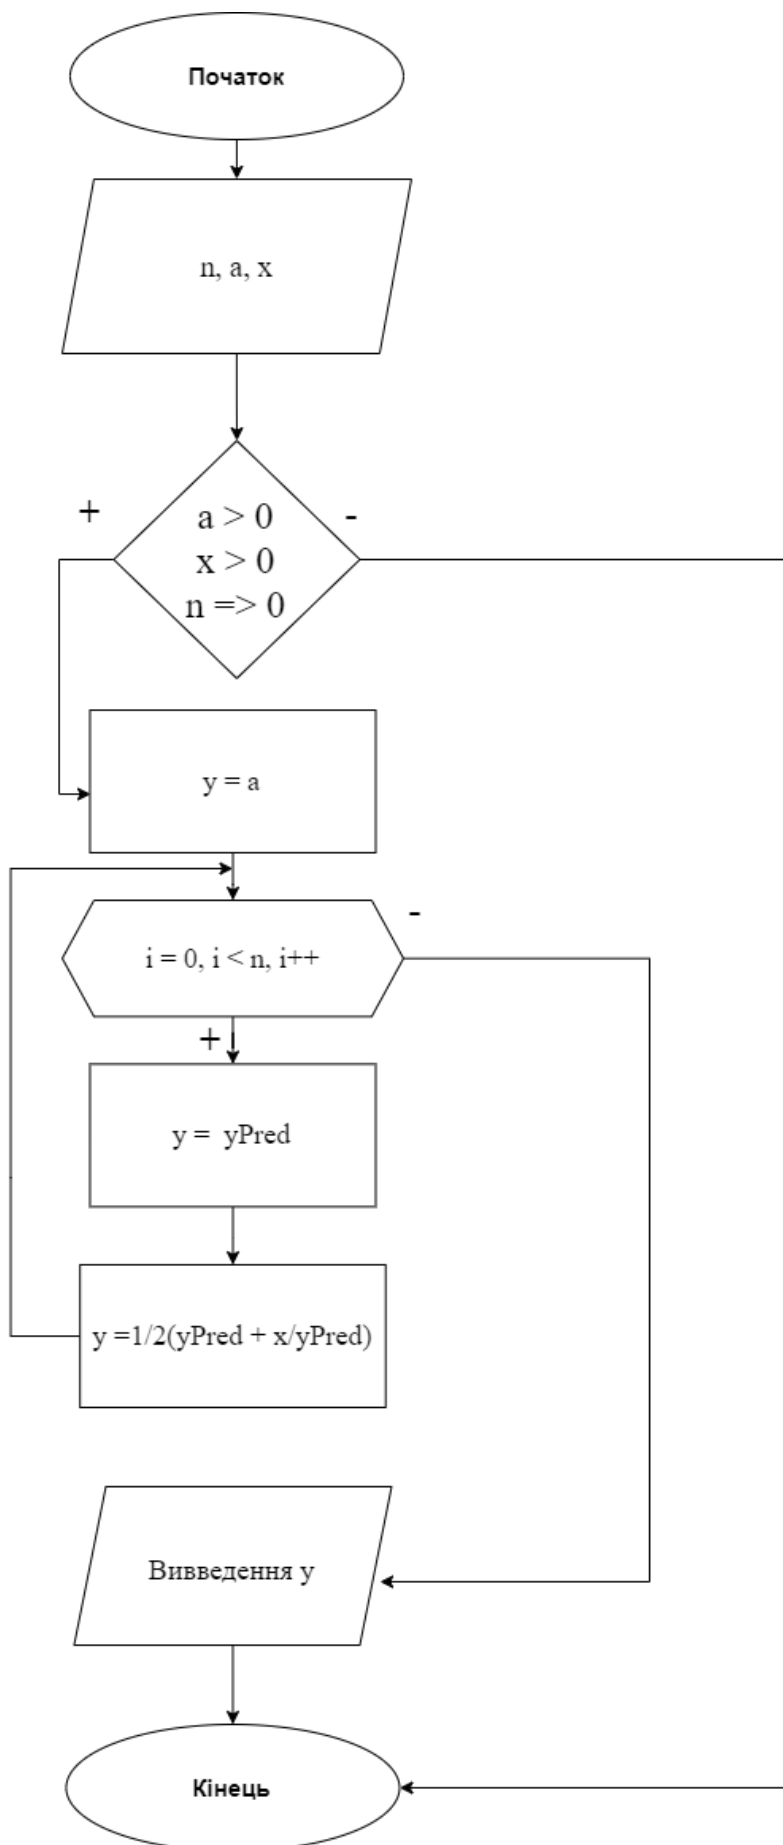 Початок
n, a, x
+
-
a > 0
x > 0
n => 0
y = a
-
i = 0, i < n, i++
+
y = yPred
y =1/2(yPred + x/yPred)
Вивведення y
Кінець